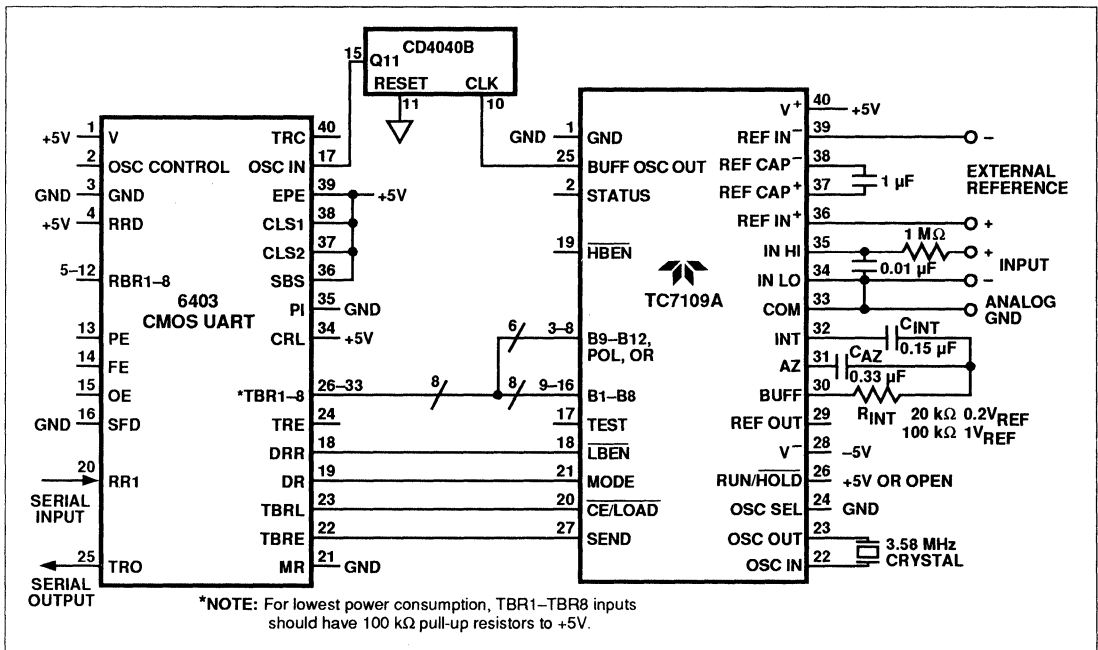 CD4040B
15 Q11
RESET CLK
11 10
6403
CMOS UART
+5V 1 V
2 OSC CONTROL
GND 3 GND
+5V 4 RRD
5–12 RBR1–8
13 PE
14 FE
15 OE
GND 16 SFD
20 RR1
SERIAL
INPUT
25 TRO
SERIAL
OUTPUT
TRC 40
OSC IN 17
EPE 39 +5V
CLS1 38
CLS2 37
SBS 36
PI 35 GND
CRL 34 +5V
*TBR1–8 26–33 8 8
6
TRE 24
DRR 18
DR 19
TBRL 23
TBRE 22
MR 21 GND
TC7109A
GND 1 GND
25 BUFF OSC OUT
2 STATUS
19 HBEN
3–8 B9–B12,
POL, OR
9–16 B1–B8
17 TEST
18 LBEN
21 MODE
20 CE/LOAD
27 SEND
V+ 40 +5V
REF IN− 39 −
REF CAP− 38
1 µF
REF CAP+ 37
EXTERNAL
REFERENCE
REF IN+ 36 +
IN HI 35 1 MΩ +
0.01 µF
INPUT
IN LO 34 −
COM 33 ANALOG
GND
INT 32 CINT
0.15 µF
AZ 31 CAZ
0.33 µF
BUFF 30
RINT 20 kΩ 0.2VREF
100 kΩ 1VREF
REF OUT 29
V− 28 −5V
RUN/HOLD 26 +5V OR OPEN
OSC SEL 24 GND
OSC OUT 23
3.58 MHz
CRYSTAL
OSC IN 22
*NOTE: For lowest power consumption, TBR1–TBR8 inputs
should have 100 kΩ pull-up resistors to +5V.